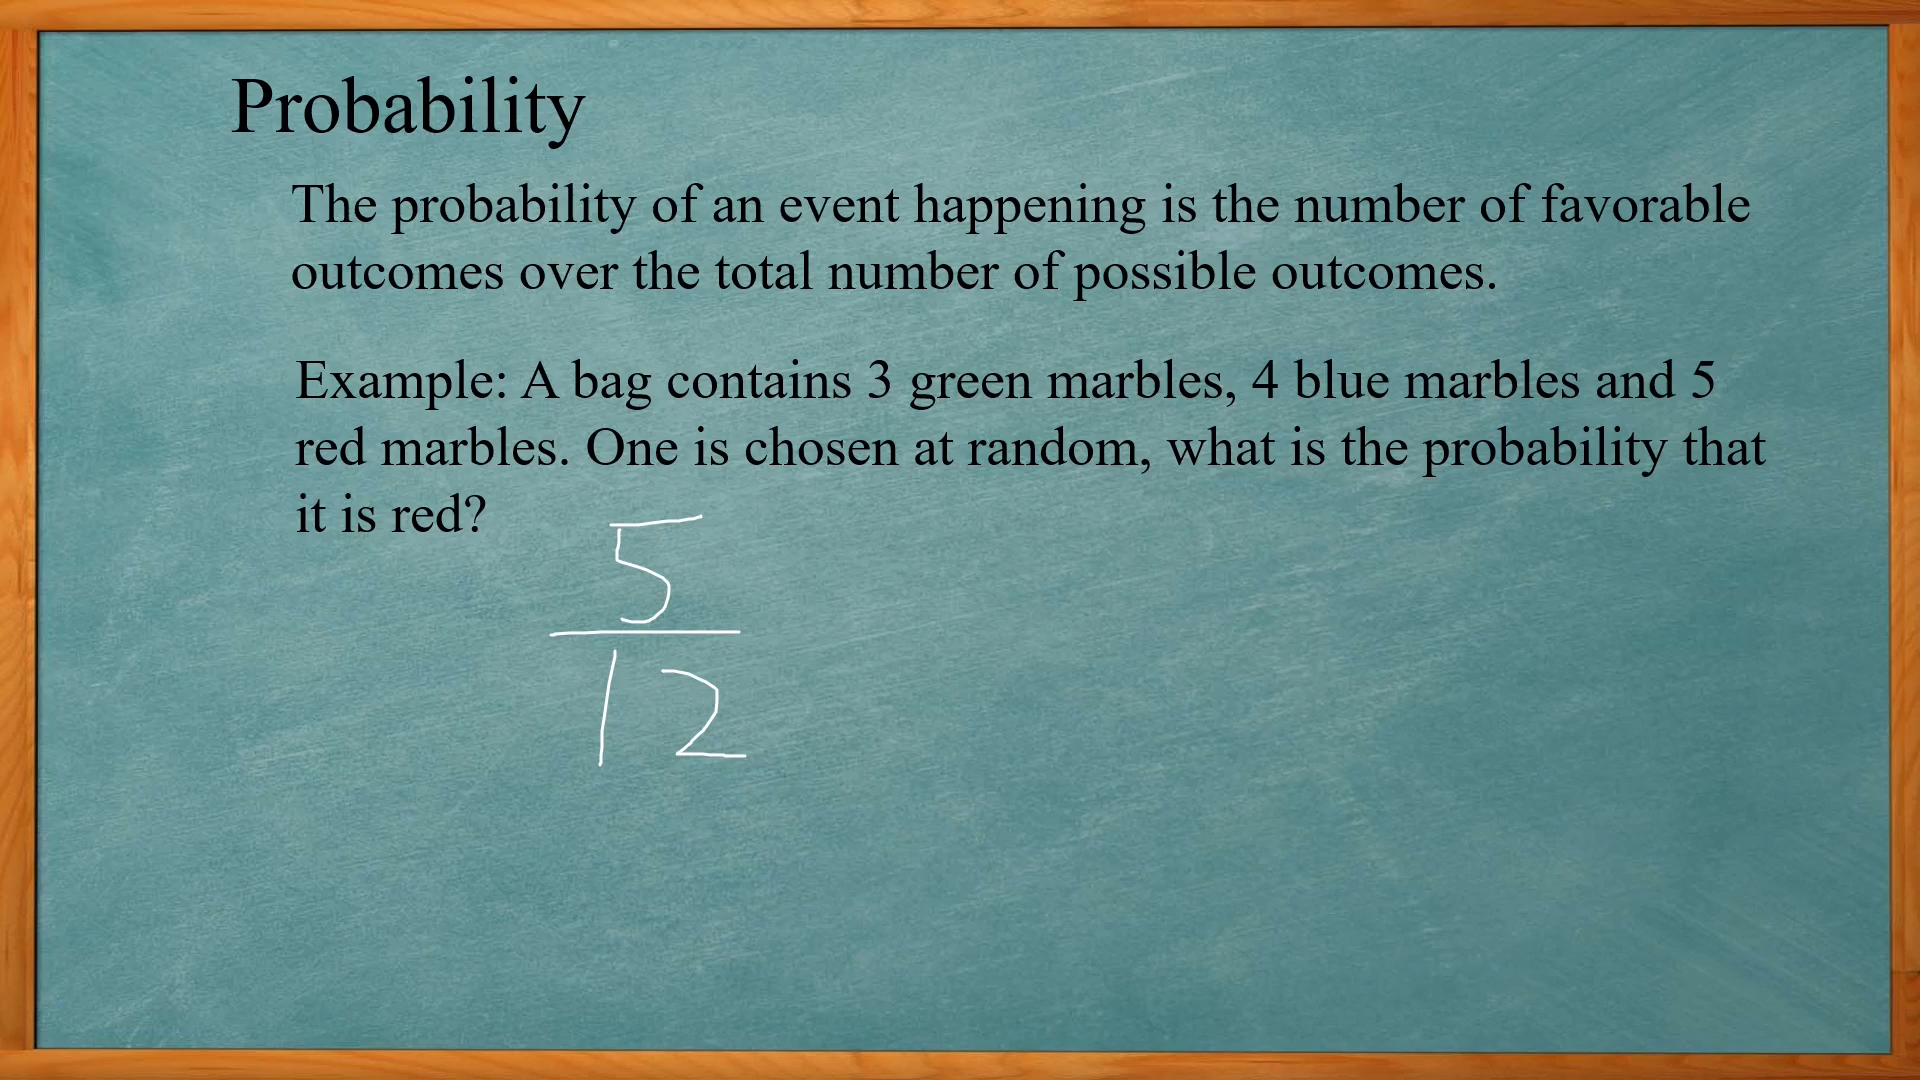 Probability
The probability of an event happening is the number of favorable
outcomes over the total number of possible outcomes.
Example: A bag contains 3 green marbles, 4 blue marbles and 5
red marbles. One is chosen at random, what is the probability that
it is red?
5
12